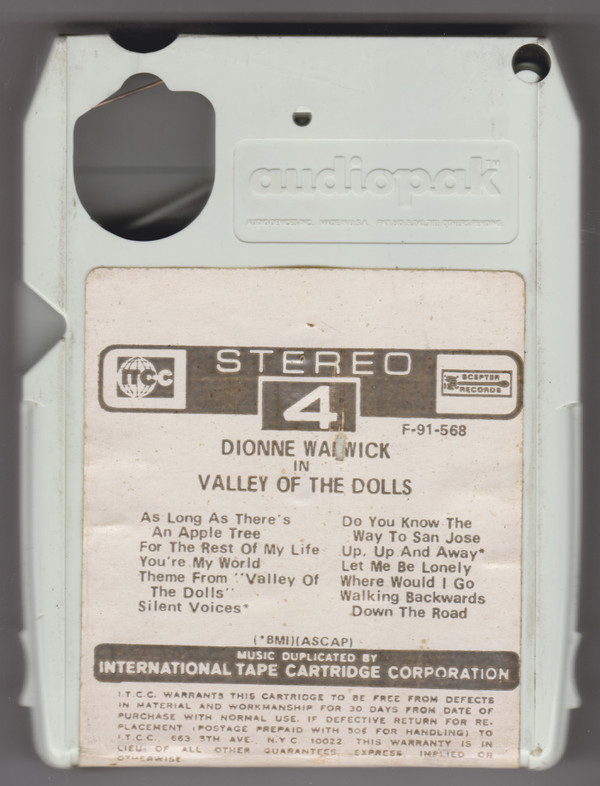 audiopak™
ITCC
STEREO
4
SCEPTER
RECORDS
F-91-568
DIONNE WARWICK
IN
VALLEY OF THE DOLLS
As Long As There's
An Apple Tree
For The Rest Of My Life
You're My World
Theme From "Valley Of
The Dolls"
Silent Voices*
Do You Know The
Way To San Jose
Up, Up And Away*
Let Me Be Lonely
Where Would I Go
Walking Backwards
Down The Road
(*BMI)(ASCAP)
MUSIC DUPLICATED BY
INTERNATIONAL TAPE CARTRIDGE CORPORATION
I.T.C.C. WARRANTS THIS CARTRIDGE TO BE FREE FROM DEFECTS
IN MATERIAL AND WORKMANSHIP FOR 30 DAYS FROM DATE OF
PURCHASE WITH NORMAL USE. IF DEFECTIVE RETURN FOR RE-
PLACEMENT (POSTAGE PREPAID WITH 50¢ FOR HANDLING) TO
I.T.C.C. 663 5TH AVE., N.Y.C. 10022 THIS WARRANTY IS IN
LIEU OF ALL OTHER GUARANTEES, EXPRESS, IMPLIED OR
OTHERWISE.